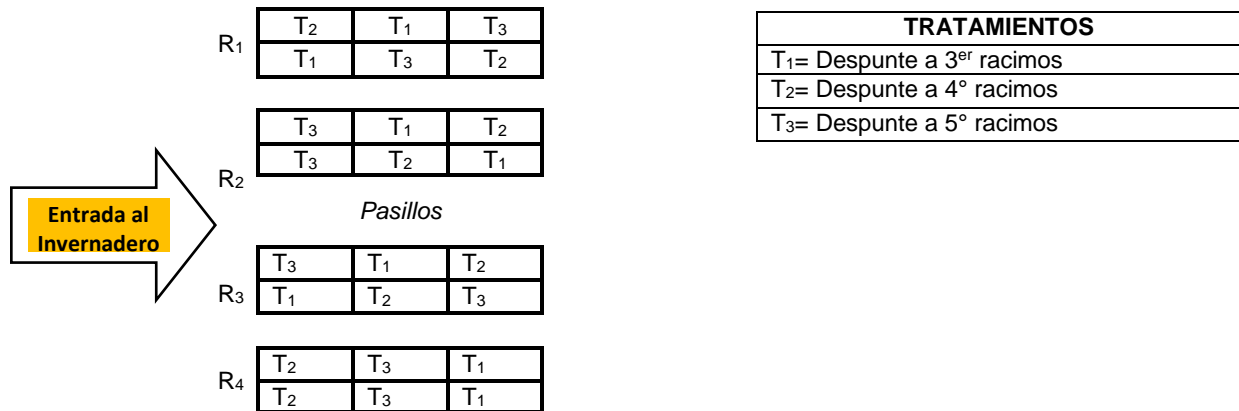 R₁
T₂ T₁ T₃
T₁ T₃ T₂
R₂
T₃ T₁ T₂
T₃ T₂ T₁
Entrada al
Invernadero
Pasillos
R₃
T₃ T₁ T₂
T₁ T₂ T₃
R₄
T₂ T₃ T₁
T₂ T₃ T₁
TRATAMIENTOS
T₁= Despunte a 3ᵉʳ racimos
T₂= Despunte a 4° racimos
T₃= Despunte a 5° racimos